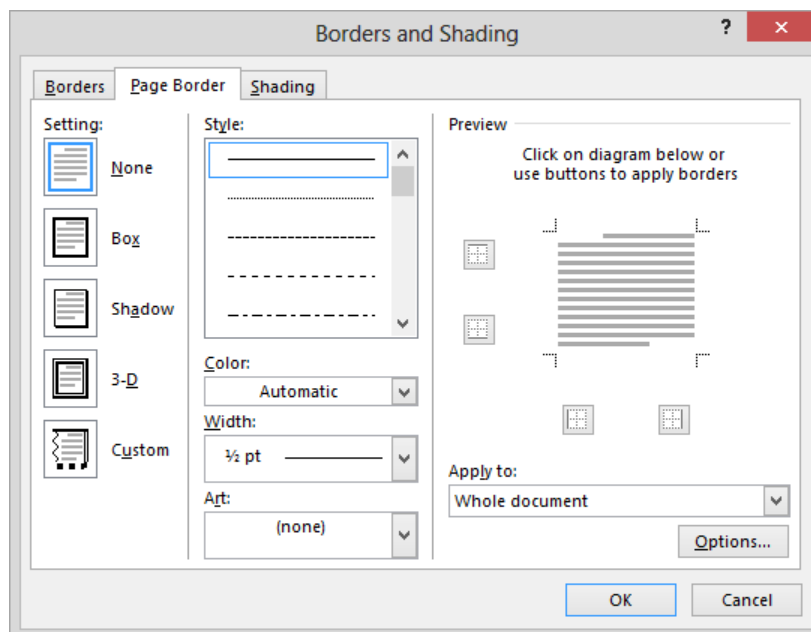 Borders and Shading
?
Borders
Page Border
Shading
Setting:
None
Box
Shadow
3-D
Custom
Style:
Color:
Automatic
Width:
½ pt
Art:
(none)
Preview
Click on diagram below or
use buttons to apply borders
Apply to:
Whole document
Options...
OK
Cancel